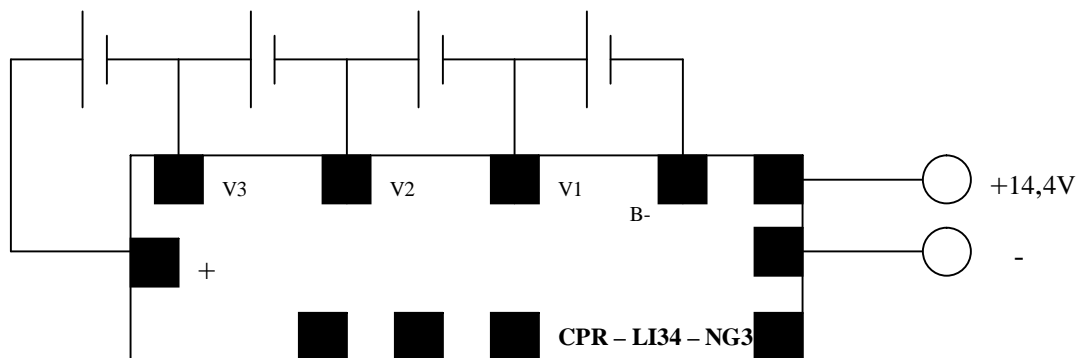 V3
V2
V1
B-
+14,4V
+
-
CPR – LI34 – NG3